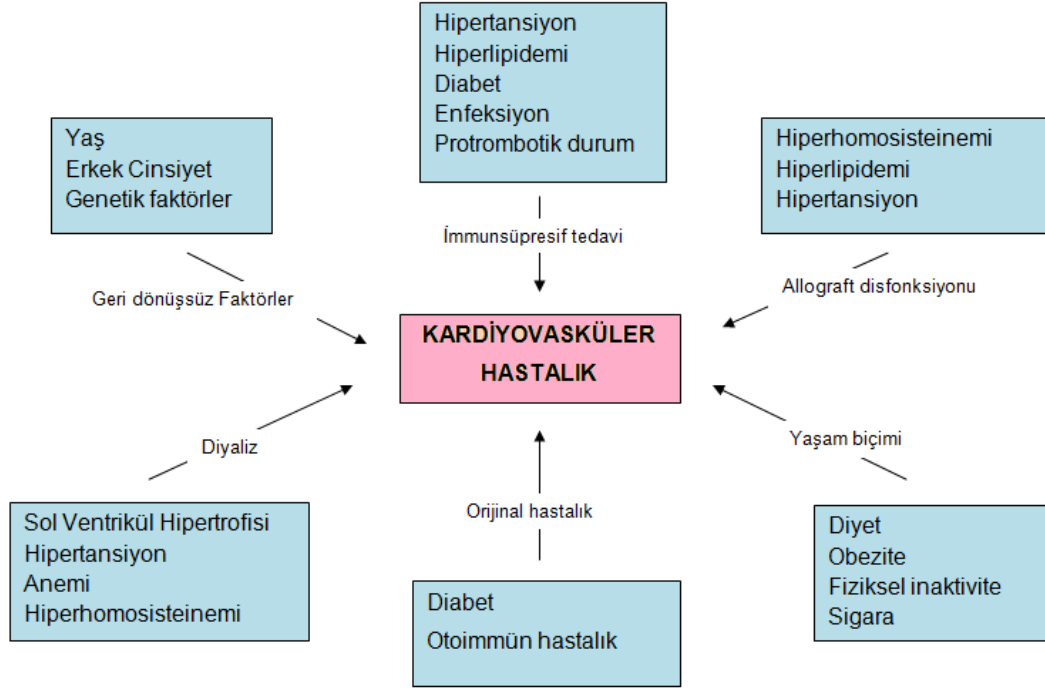 Hipertansiyon
Hiperlipidemi
Diabet
Enfeksiyon
Protrombotik durum
Yaş
Erkek Cinsiyet
Genetik faktörler
Hiperhomosisteinemi
Hiperlipidemi
Hipertansiyon
İmmunsüpresif tedavi
Geri dönüşsüz Faktörler
Allograft disfonksiyonu
KARDİYOVASKÜLER
HASTALIK
Diyaliz
Yaşam biçimi
Orijinal hastalık
Sol Ventrikül Hipertrofisi
Hipertansiyon
Anemi
Hiperhomosisteinemi
Diabet
Otoimmün hastalık
Diyet
Obezite
Fiziksel inaktivite
Sigara